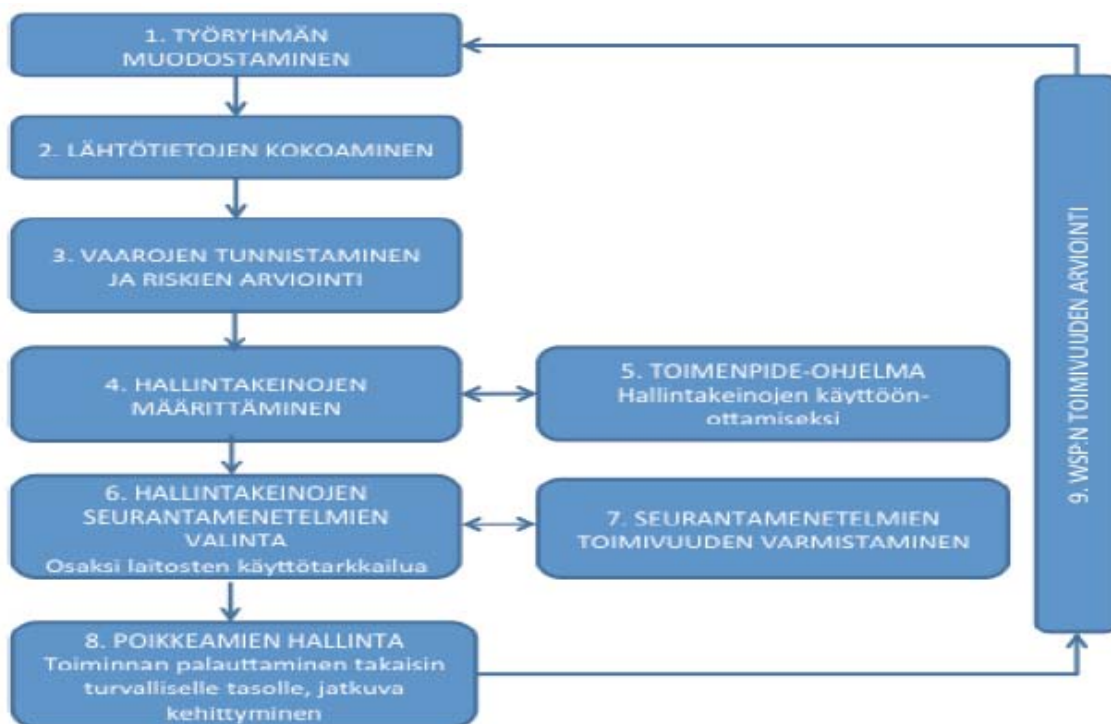 1. TYÖRYHMÄN
MUODOSTAMINEN
2. LÄHTÖTIETOJEN KOKOAMINEN
3. VAAROJEN TUNNISTAMINEN
JA RISKIEN ARVIOINTI
4. HALLINTAKEINOJEN
MÄÄRITTÄMINEN
5. TOIMENPIDE-OHJELMA
Hallintakeinojen käyttöön-
ottamiseksi
6. HALLINTAKEINOJEN
SEURANTAMENETELMIEN
VALINTA
Osaksi laitosten käyttötarkkailua
7. SEURANTAMENETELMIEN
TOIMIVUUDEN VARMISTAMINEN
8. POIKKEAMIEN HALLINTA
Toiminnan palauttaminen takaisin
turvalliselle tasolle, jatkuva
kehittyminen
9. WSP:N TOIMIVUUDEN ARVIOINTI